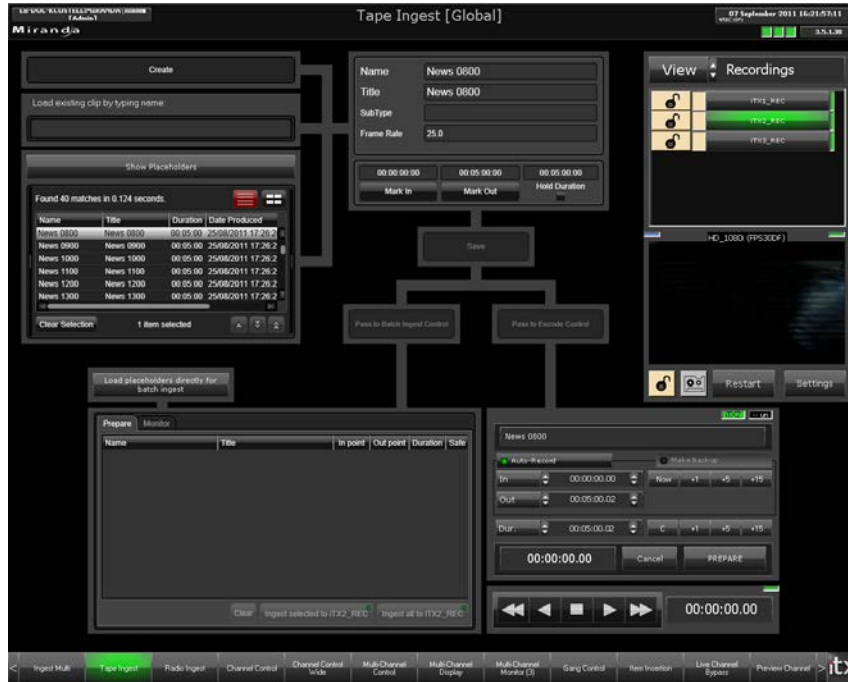 [Admin]
Miranda
Tape Ingest [Global]
07 September 2011 16:21:57:11
3.5.1.30
Create
Load existing clip by typing name:
Show Placeholders
Found 40 matches in 0.124 seconds.
Name Title Duration Date Produced
News 0800 News 0800 00:05:00 25/08/2011 17:26:2
News 0900 News 0900 00:05:00 25/08/2011 17:26:2
News 1000 News 1000 00:05:00 25/08/2011 17:26:2
News 1100 News 1100 00:05:00 25/08/2011 17:26:2
News 1200 News 1200 00:05:00 25/08/2011 17:26:2
News 1300 News 1300 00:05:00 25/08/2011 17:26:2
Clear Selection 1 item selected
Name News 0800
Title News 0800
SubType
Frame Rate 25.0
00:00:00:00 00:05:00:00 00:05:00:00
Mark In Mark Out Hold Duration
Save
Pass to Batch Ingest Control Pass to Encode Control
View Recordings
iTX1_REC
iTX2_REC
iTX3_REC
HD_1080i (FPS30DF)
Restart Settings
Load placeholders directly for
batch ingest
Prepare Monitor
Name Title In point Out point Duration Safe
Clear Ingest selected to iTX2_REC Ingest all to iTX2_REC
iTX2
News 0800
Auto-Record Make Backup
In 00:00:00.00 Now +1 +5 +15
Out 00:05:00.02
Dur. 00:05:00.02 C +1 +5 +15
00:00:00.00 Cancel PREPARE
00:00:00.00
< Ingest Multi Tape Ingest Radio Ingest Channel Control Channel Control Wide Multi-Channel Control Multi-Channel Display Multi-Channel Monitor (3) Gang Control Item Insertion Live Channel Bypass Preview Channel >